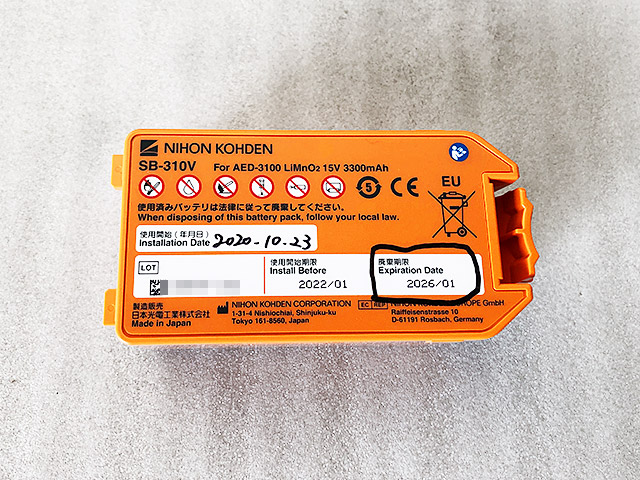 NIHON KOHDEN
SB-310V For AED-3100 LiMnO2 15V 3300mAh
5
EU
使用済みバッテリは法律に従って廃棄してください。
When disposing of this battery pack, follow your local law.
使用開始（年月日）
Installation Date 2020-10-23
LOT
使用開始期限
Install Before
2022/01
廃棄期限
Expiration Date
2026/01
製造販売
日本光電工業株式会社
Made in Japan
NIHON KOHDEN CORPORATION
1-31-4 Nishiochiai, Shinjuku-ku
Tokyo 161-8560, Japan
EC REP
EUROPE GmbH
Raiffeisenstrasse 10
D-61191 Rosbach, Germany